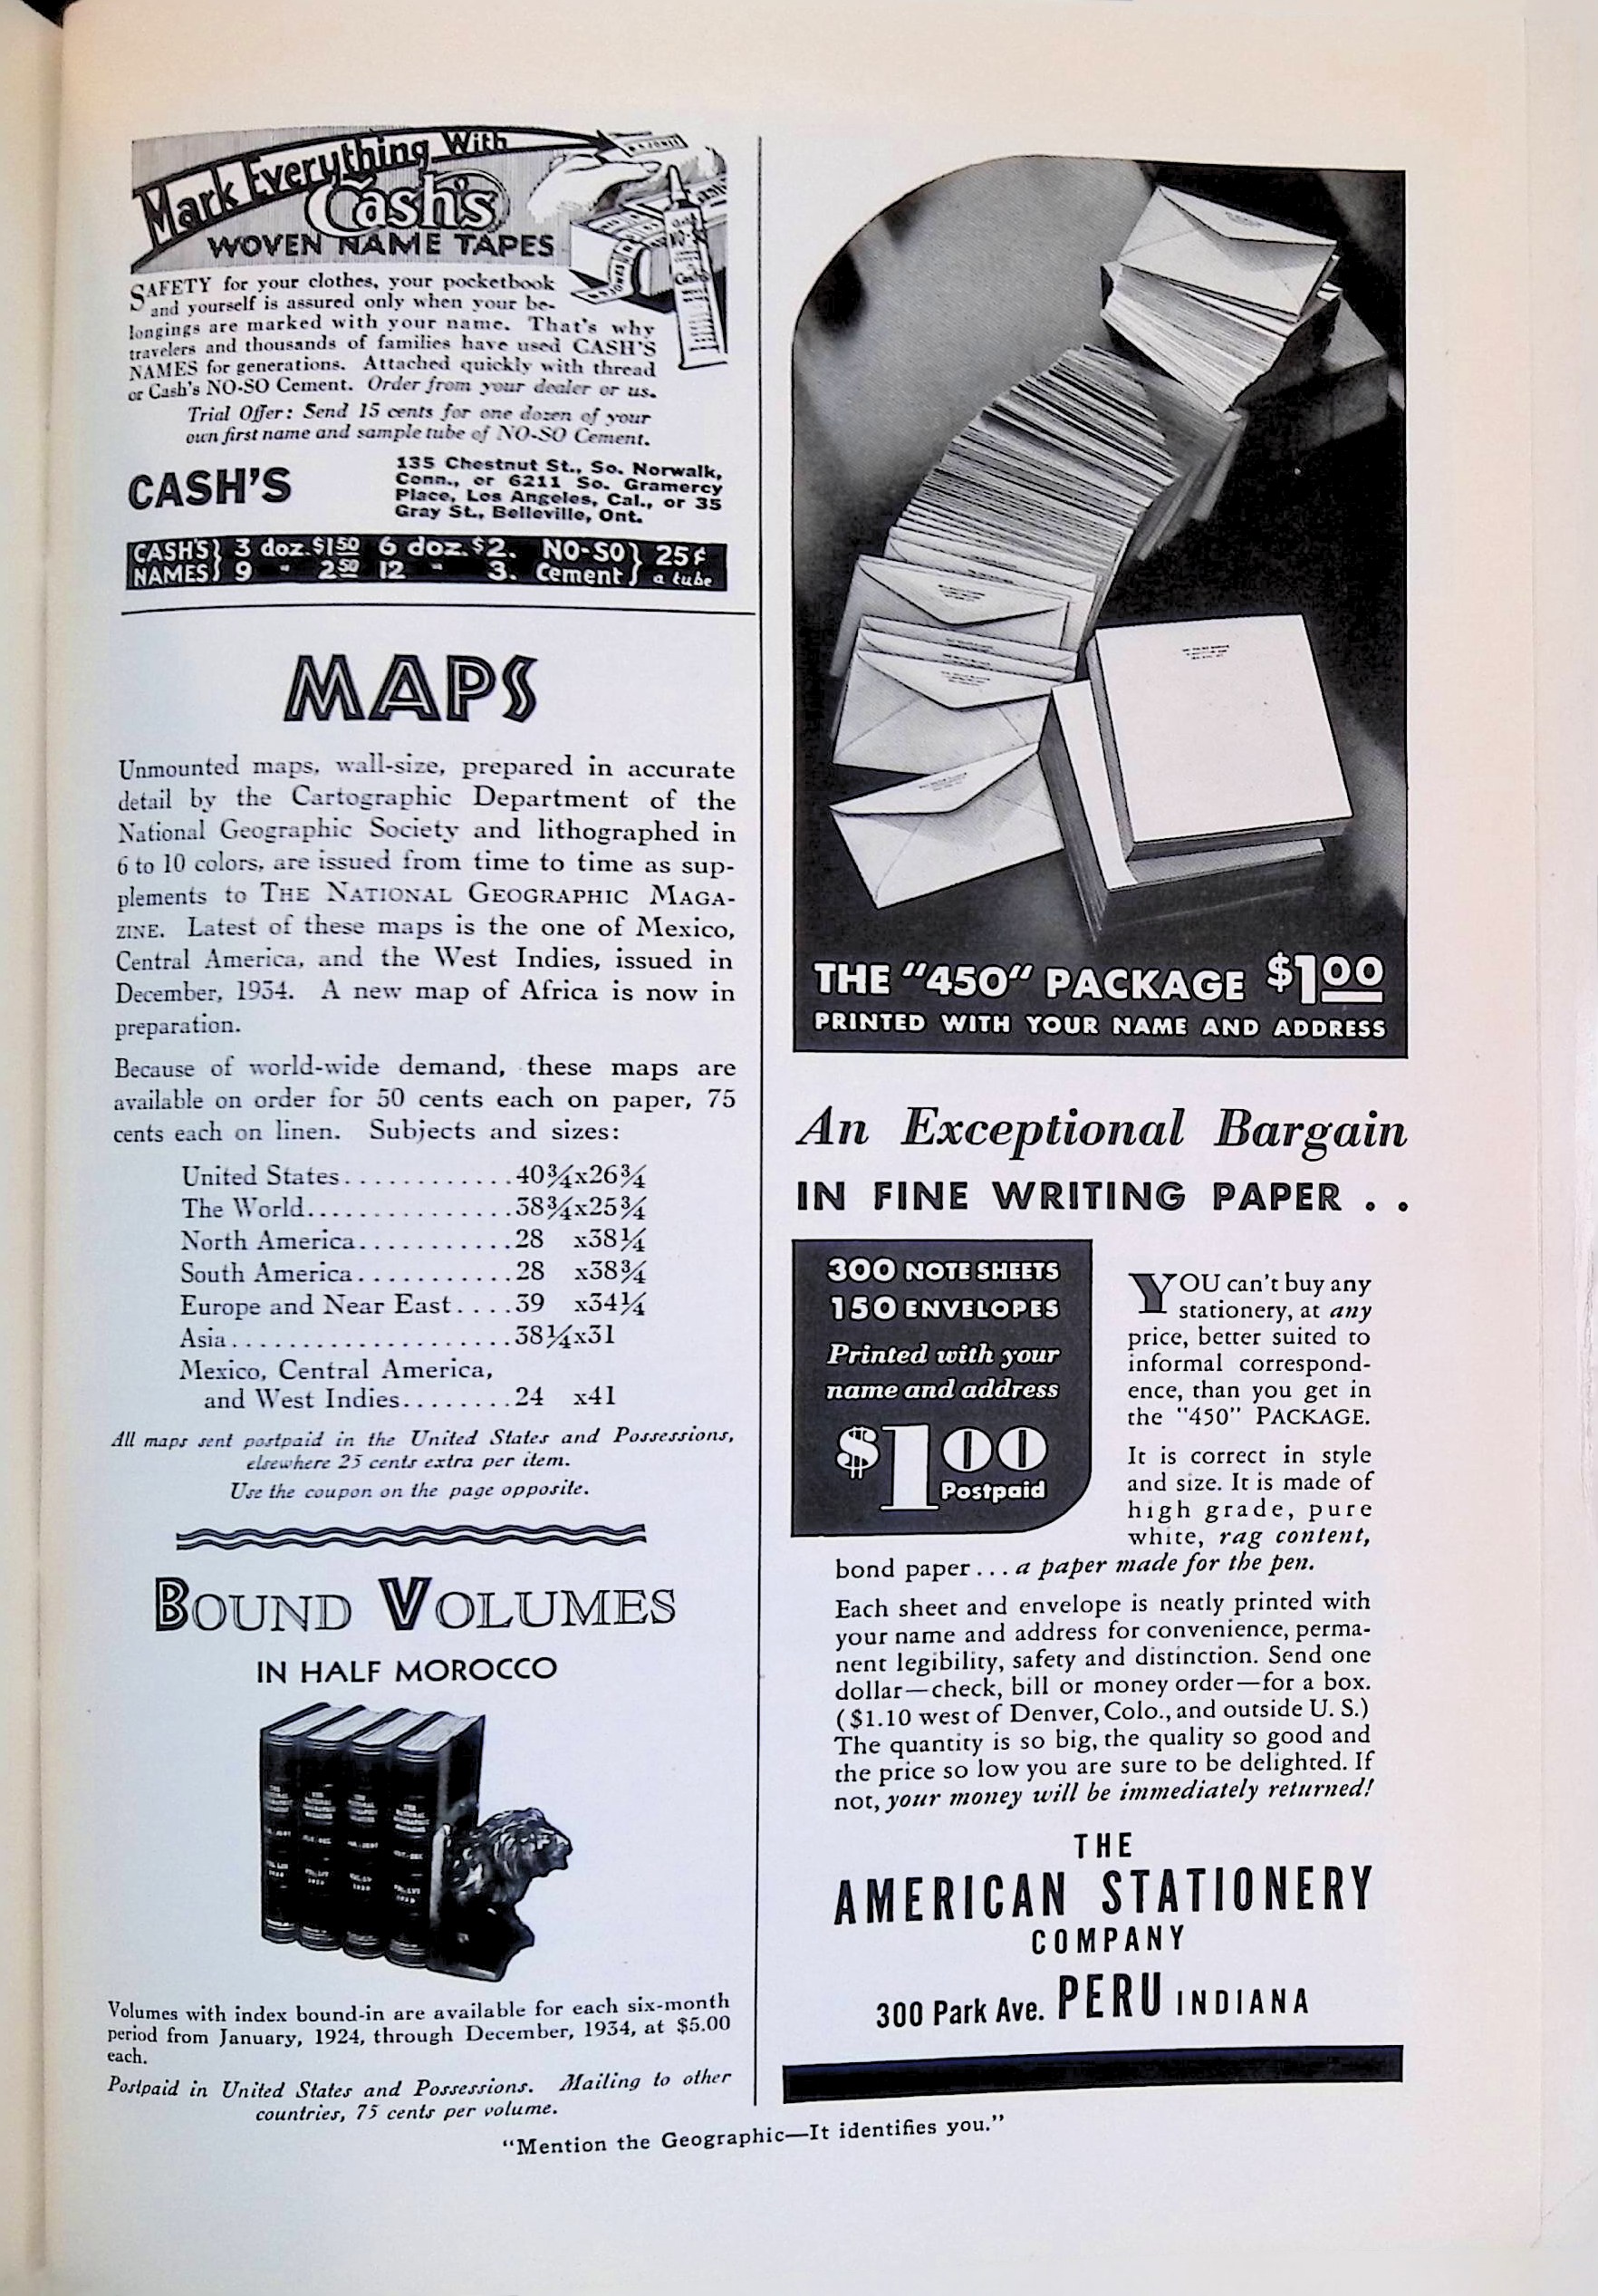 Mark Everything With
Cash's
WOVEN NAME TAPES
SAFETY for your clothes, your pocketbook
and yourself is assured only when your be-
longings are marked with your name. That's why
travelers and thousands of families have used CASH'S
NAMES for generations. Attached quickly with thread
or Cash's NO-SO Cement. Order from your dealer or us.
Trial Offer: Send 15 cents for one dozen of your
own first name and sample tube of NO-SO Cement.
CASH'S
135 Chestnut St., So. Norwalk,
Conn., or 6211 So. Gramercy
Place, Los Angeles, Cal., or 35
Gray St., Belleville, Ont.
CASH'S } 3 doz. $1.50 6 doz. $2. NO-SO } 25¢
NAMES } 9 " 2.50 12 " 3. Cement } a tube
MAPS
Unmounted maps, wall-size, prepared in accurate
detail by the Cartographic Department of the
National Geographic Society and lithographed in
6 to 10 colors, are issued from time to time as sup-
plements to THE NATIONAL GEOGRAPHIC MAGA-
ZINE. Latest of these maps is the one of Mexico,
Central America, and the West Indies, issued in
December, 1934. A new map of Africa is now in
preparation.
Because of world-wide demand, these maps are
available on order for 50 cents each on paper, 75
cents each on linen. Subjects and sizes:
United States............40¾x26¾
The World...............38¾x25¾
North America...........28 x38¼
South America...........28 x38¾
Europe and Near East....39 x34¼
Asia....................38¼x31
Mexico, Central America,
and West Indies........24 x41
All maps sent postpaid in the United States and Possessions,
elsewhere 25 cents extra per item.
Use the coupon on the page opposite.
BOUND VOLUMES
IN HALF MOROCCO
Volumes with index bound-in are available for each six-month
period from January, 1924, through December, 1934, at $5.00
each.
Postpaid in United States and Possessions. Mailing to other
countries, 75 cents per volume.
THE "450" PACKAGE $1.00
PRINTED WITH YOUR NAME AND ADDRESS
An Exceptional Bargain
IN FINE WRITING PAPER . .
300 NOTE SHEETS
150 ENVELOPES
Printed with your
name and address
$1.00
Postpaid
YOU can't buy any
stationery, at any
price, better suited to
informal correspond-
ence, than you get in
the "450" PACKAGE.
It is correct in style
and size. It is made of
high grade, pure
white, rag content,
bond paper . . . a paper made for the pen.
Each sheet and envelope is neatly printed with
your name and address for convenience, perma-
nent legibility, safety and distinction. Send one
dollar—check, bill or money order—for a box.
($1.10 west of Denver, Colo., and outside U. S.)
The quantity is so big, the quality so good and
the price so low you are sure to be delighted. If
not, your money will be immediately returned!
THE
AMERICAN STATIONERY
COMPANY
300 Park Ave. PERU INDIANA
"Mention the Geographic—It identifies you."